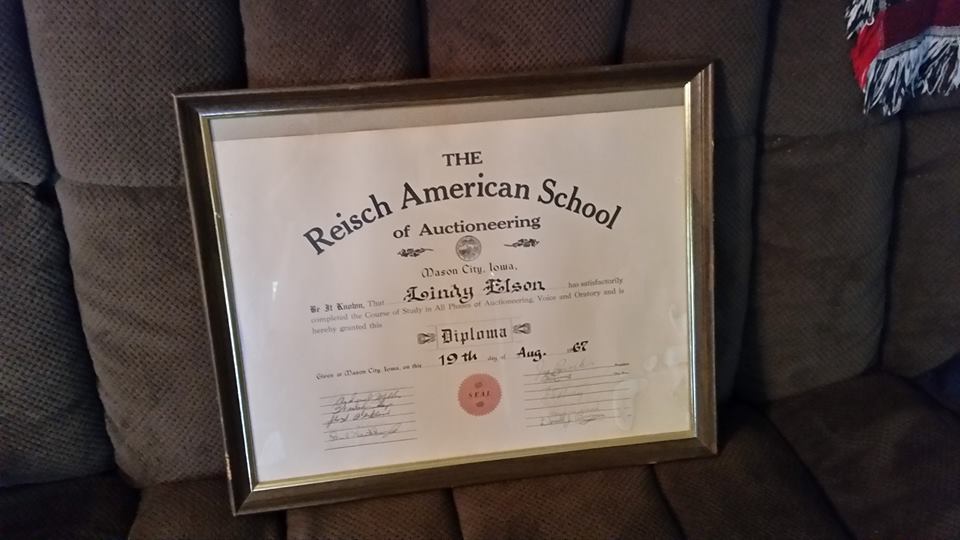 THE
Reisch American School
of Auctioneering
Mason City, Iowa,
Be It Known, That Lindy Elson has satisfactorily
completed the Course of Study in All Phases of Auctioneering, Voice and Oratory and is
hereby granted this
Diploma
Given at Mason City, Iowa, on this 19th day of Aug. 1967
SEAL